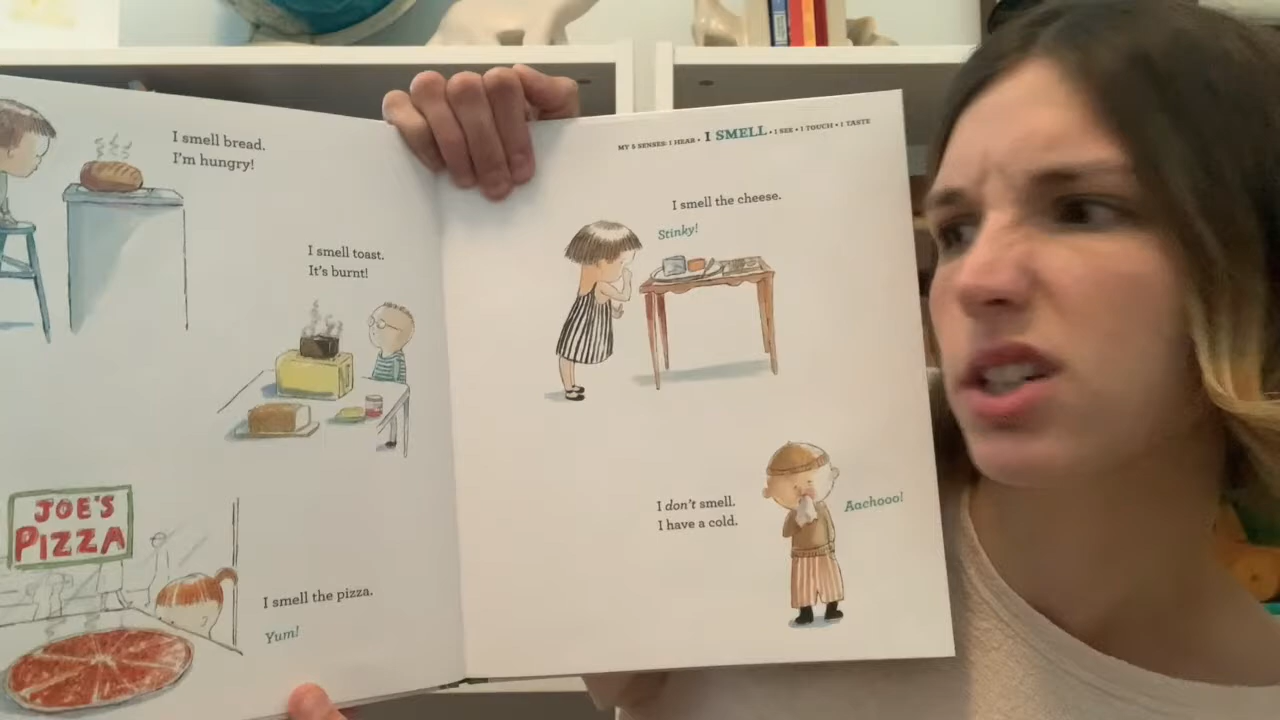 I smell bread.
I'm hungry!
I smell toast.
It's burnt!
JOE'S
PIZZA
I smell the pizza.
Yum!
MY 5 SENSES: I HEAR • I SMELL • I SEE • I TOUCH • I TASTE
I smell the cheese.
Stinky!
I don't smell.
I have a cold.
Aachooo!